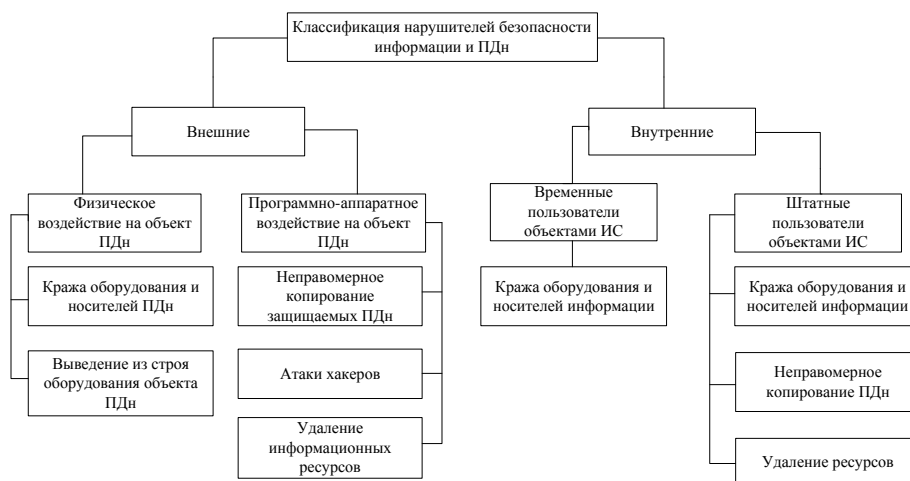 Классификация нарушителей безопасности
информации и ПДн
Внешние
Внутренние
Физическое
воздействие на объект
ПДн
Программно-аппаратное
воздействие на объект
ПДн
Временные
пользователи
объектами ИС
Штатные
пользователи
объектами ИС
Кража оборудования и
носителей ПДн
Неправомерное
копирование
защищаемых ПДн
Кража оборудования и
носителей информации
Кража оборудования и
носителей информации
Выведение из строя
оборудования объекта
ПДн
Атаки хакеров
Неправомерное
копирование ПДн
Удаление
информационных
ресурсов
Удаление ресурсов